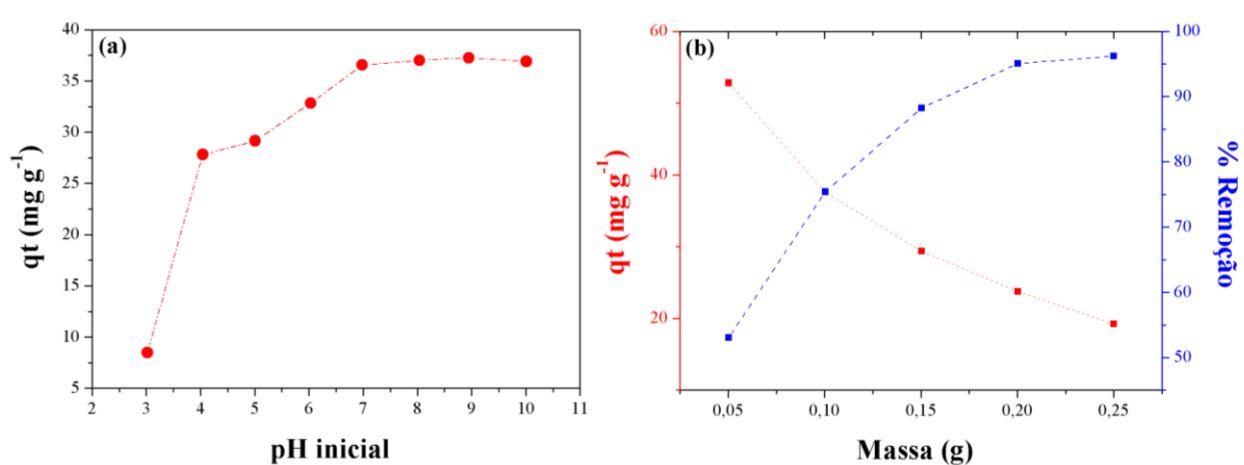 (a)
qt (mg g-1)
40
35
30
25
20
15
10
5
2 3 4 5 6 7 8 9 10 11
pH inicial
(b)
qt (mg g-1)
60
40
20
100
90
80
70
60
50
% Remoção
0,05 0,10 0,15 0,20 0,25
Massa (g)